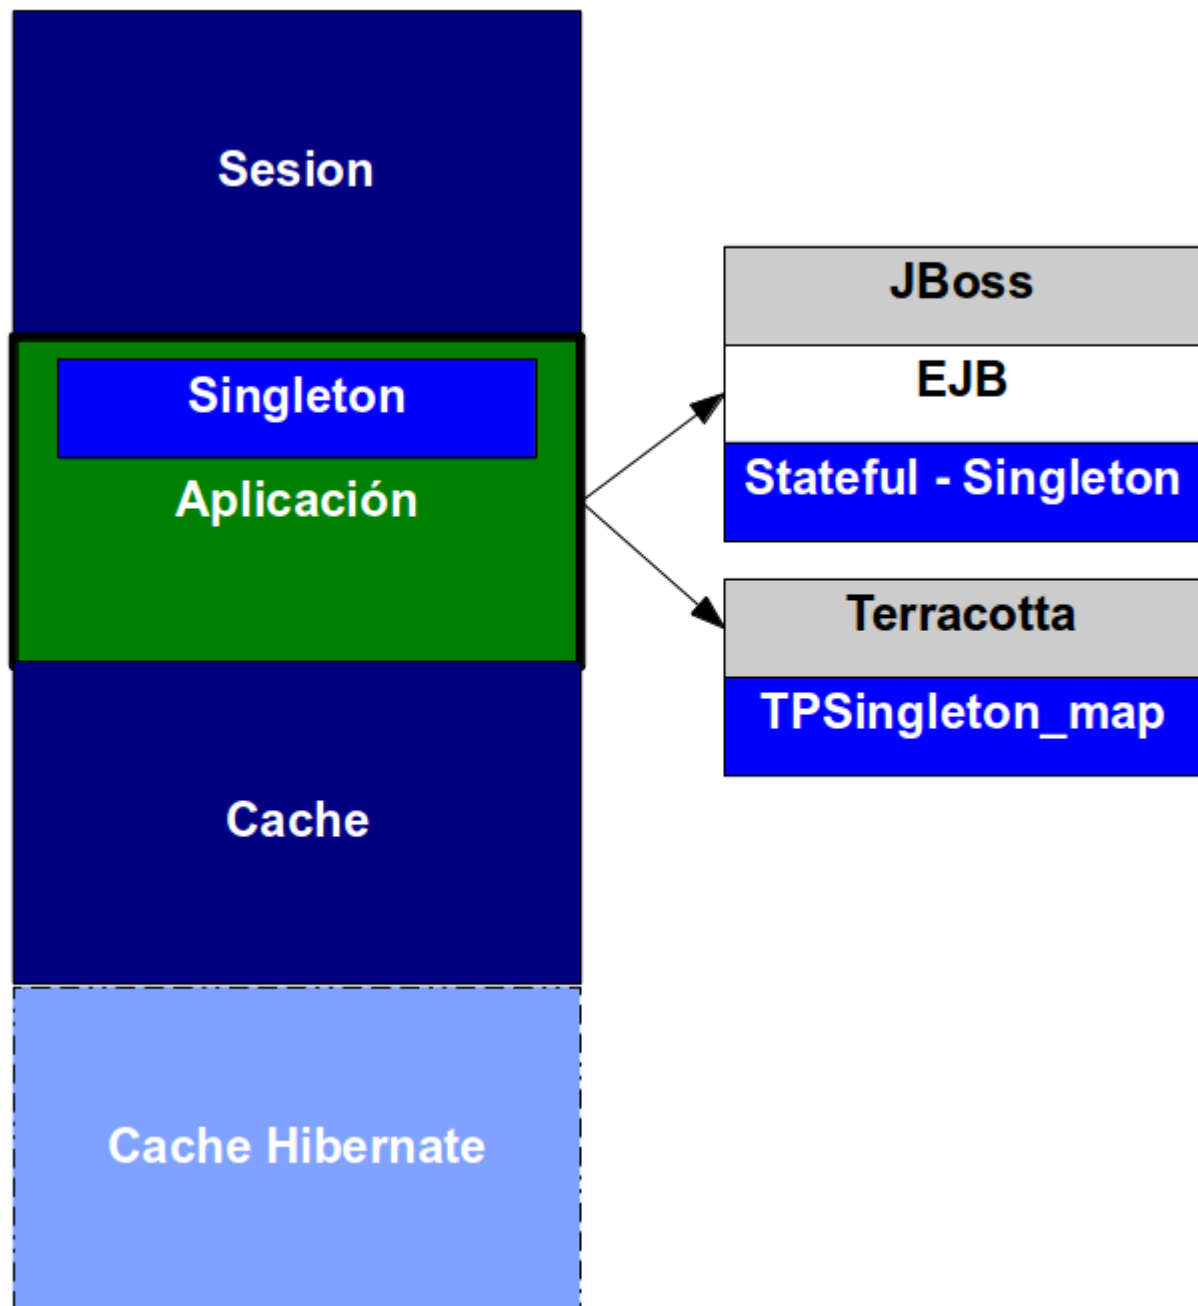 Sesion
Singleton
Aplicación
Cache
Cache Hibernate
JBoss
EJB
Stateful - Singleton
Terracotta
TPSingleton_map